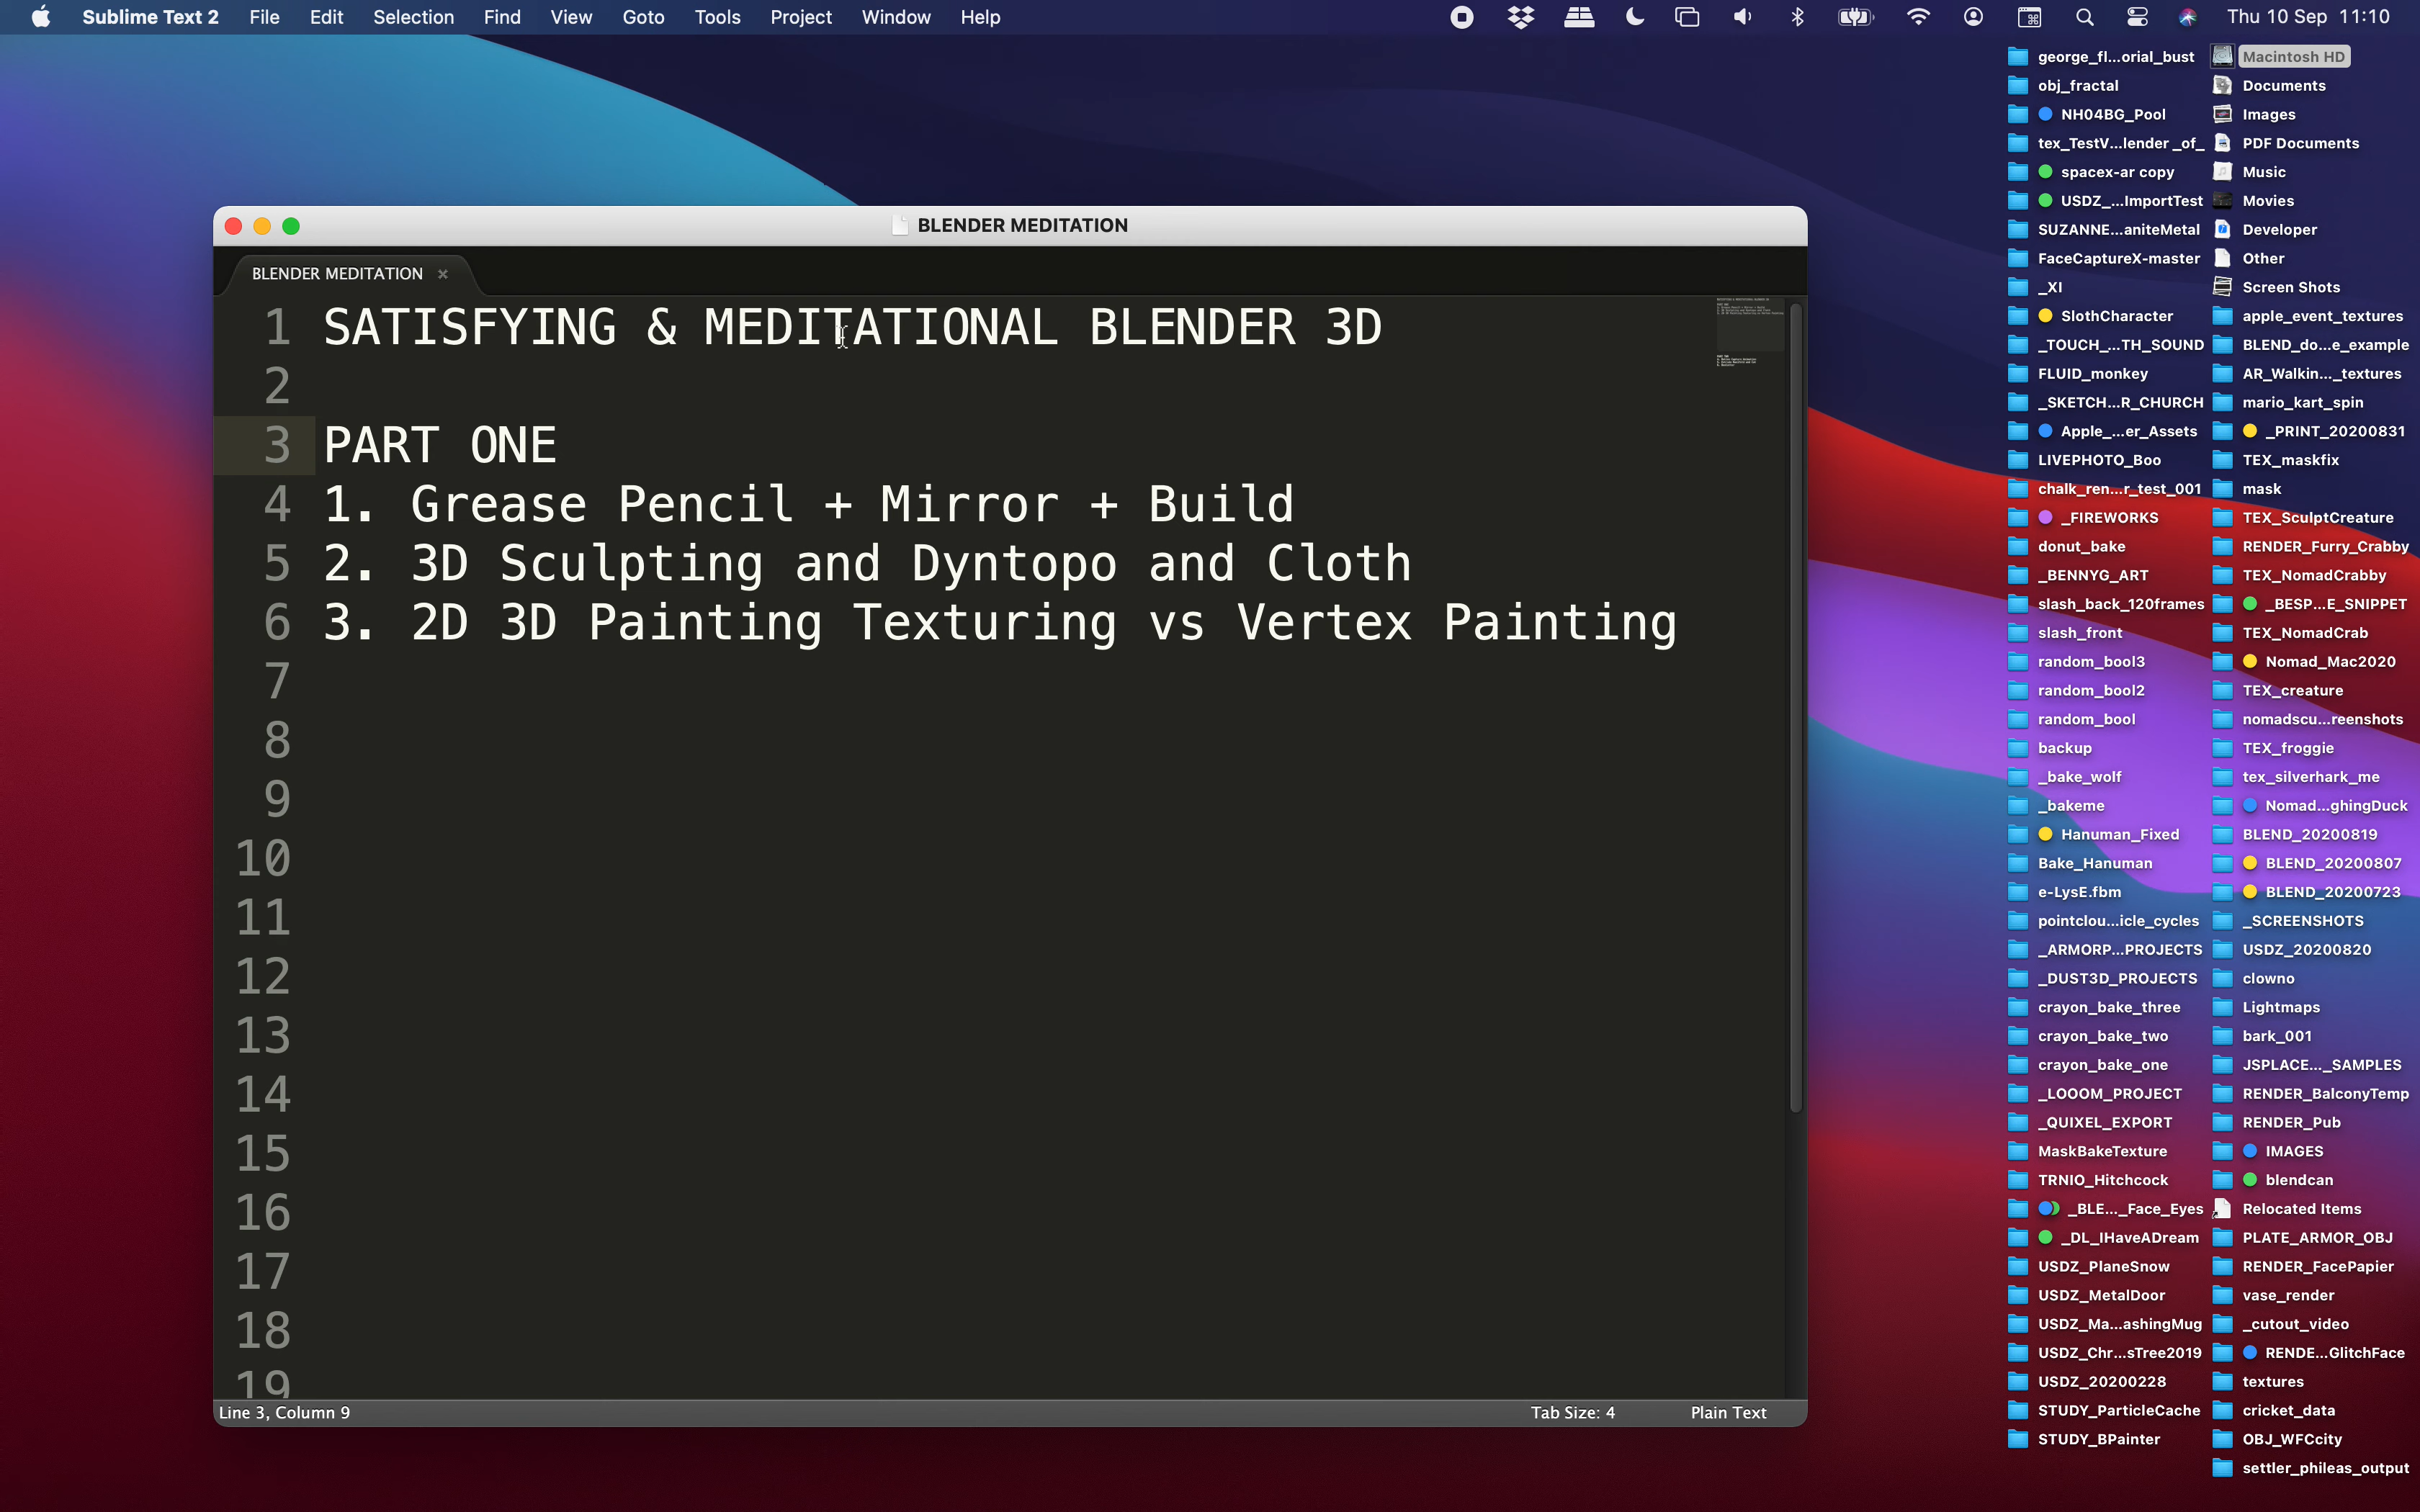 Sublime Text 2 File Edit Selection Find View Goto Tools Project Window Help Thu 10 Sep 11:10
BLENDER MEDITATION
BLENDER MEDITATION ×
1 SATISFYING & MEDITATIONAL BLENDER 3D
2
3 PART ONE
4 1. Grease Pencil + Mirror + Build
5 2. 3D Sculpting and Dyntopo and Cloth
6 3. 2D 3D Painting Texturing vs Vertex Painting
7
8
9
10
11
12
13
14
15
16
17
18
19
Line 3, Column 9 Tab Size: 4 Plain Text
george_fl...orial_bust
obj_fractal
NH04BG_Pool
tex_TestV...lender _of_
spacex-ar copy
USDZ_...ImportTest
SUZANNE...aniteMetal
FaceCaptureX-master
_XI
SlothCharacter
_TOUCH_...TH_SOUND
FLUID_monkey
_SKETCH...R_CHURCH
Apple_...er_Assets
LIVEPHOTO_Boo
chalk_ren...r_test_001
_FIREWORKS
donut_bake
_BENNYG_ART
slash_back_120frames
slash_front
random_bool3
random_bool2
random_bool
backup
_bake_wolf
_bakeme
Hanuman_Fixed
Bake_Hanuman
e-LysE.fbm
pointclou...icle_cycles
_ARMORP...PROJECTS
_DUST3D_PROJECTS
crayon_bake_three
crayon_bake_two
crayon_bake_one
_LOOOM_PROJECT
_QUIXEL_EXPORT
MaskBakeTexture
TRNIO_Hitchcock
_BLE..._Face_Eyes
_DL_IHaveADream
USDZ_PlaneSnow
USDZ_MetalDoor
USDZ_Ma...ashingMug
USDZ_Chr...sTree2019
USDZ_20200228
STUDY_ParticleCache
STUDY_BPainter
Macintosh HD
Documents
Images
PDF Documents
Music
Movies
Developer
Other
Screen Shots
apple_event_textures
BLEND_do...e_example
AR_Walkin..._textures
mario_kart_spin
_PRINT_20200831
TEX_maskfix
mask
TEX_SculptCreature
RENDER_Furry_Crabby
TEX_NomadCrabby
_BESP...E_SNIPPET
TEX_NomadCrab
Nomad_Mac2020
TEX_creature
nomadscu...reenshots
TEX_froggie
tex_silverhark_me
Nomad...ghingDuck
BLEND_20200819
BLEND_20200807
BLEND_20200723
_SCREENSHOTS
USDZ_20200820
clowno
Lightmaps
bark_001
JSPLACE..._SAMPLES
RENDER_BalconyTemp
RENDER_Pub
IMAGES
blendcan
Relocated Items
PLATE_ARMOR_OBJ
RENDER_FacePapier
vase_render
_cutout_video
RENDE...GlitchFace
textures
cricket_data
OBJ_WFCcity
settler_phileas_output